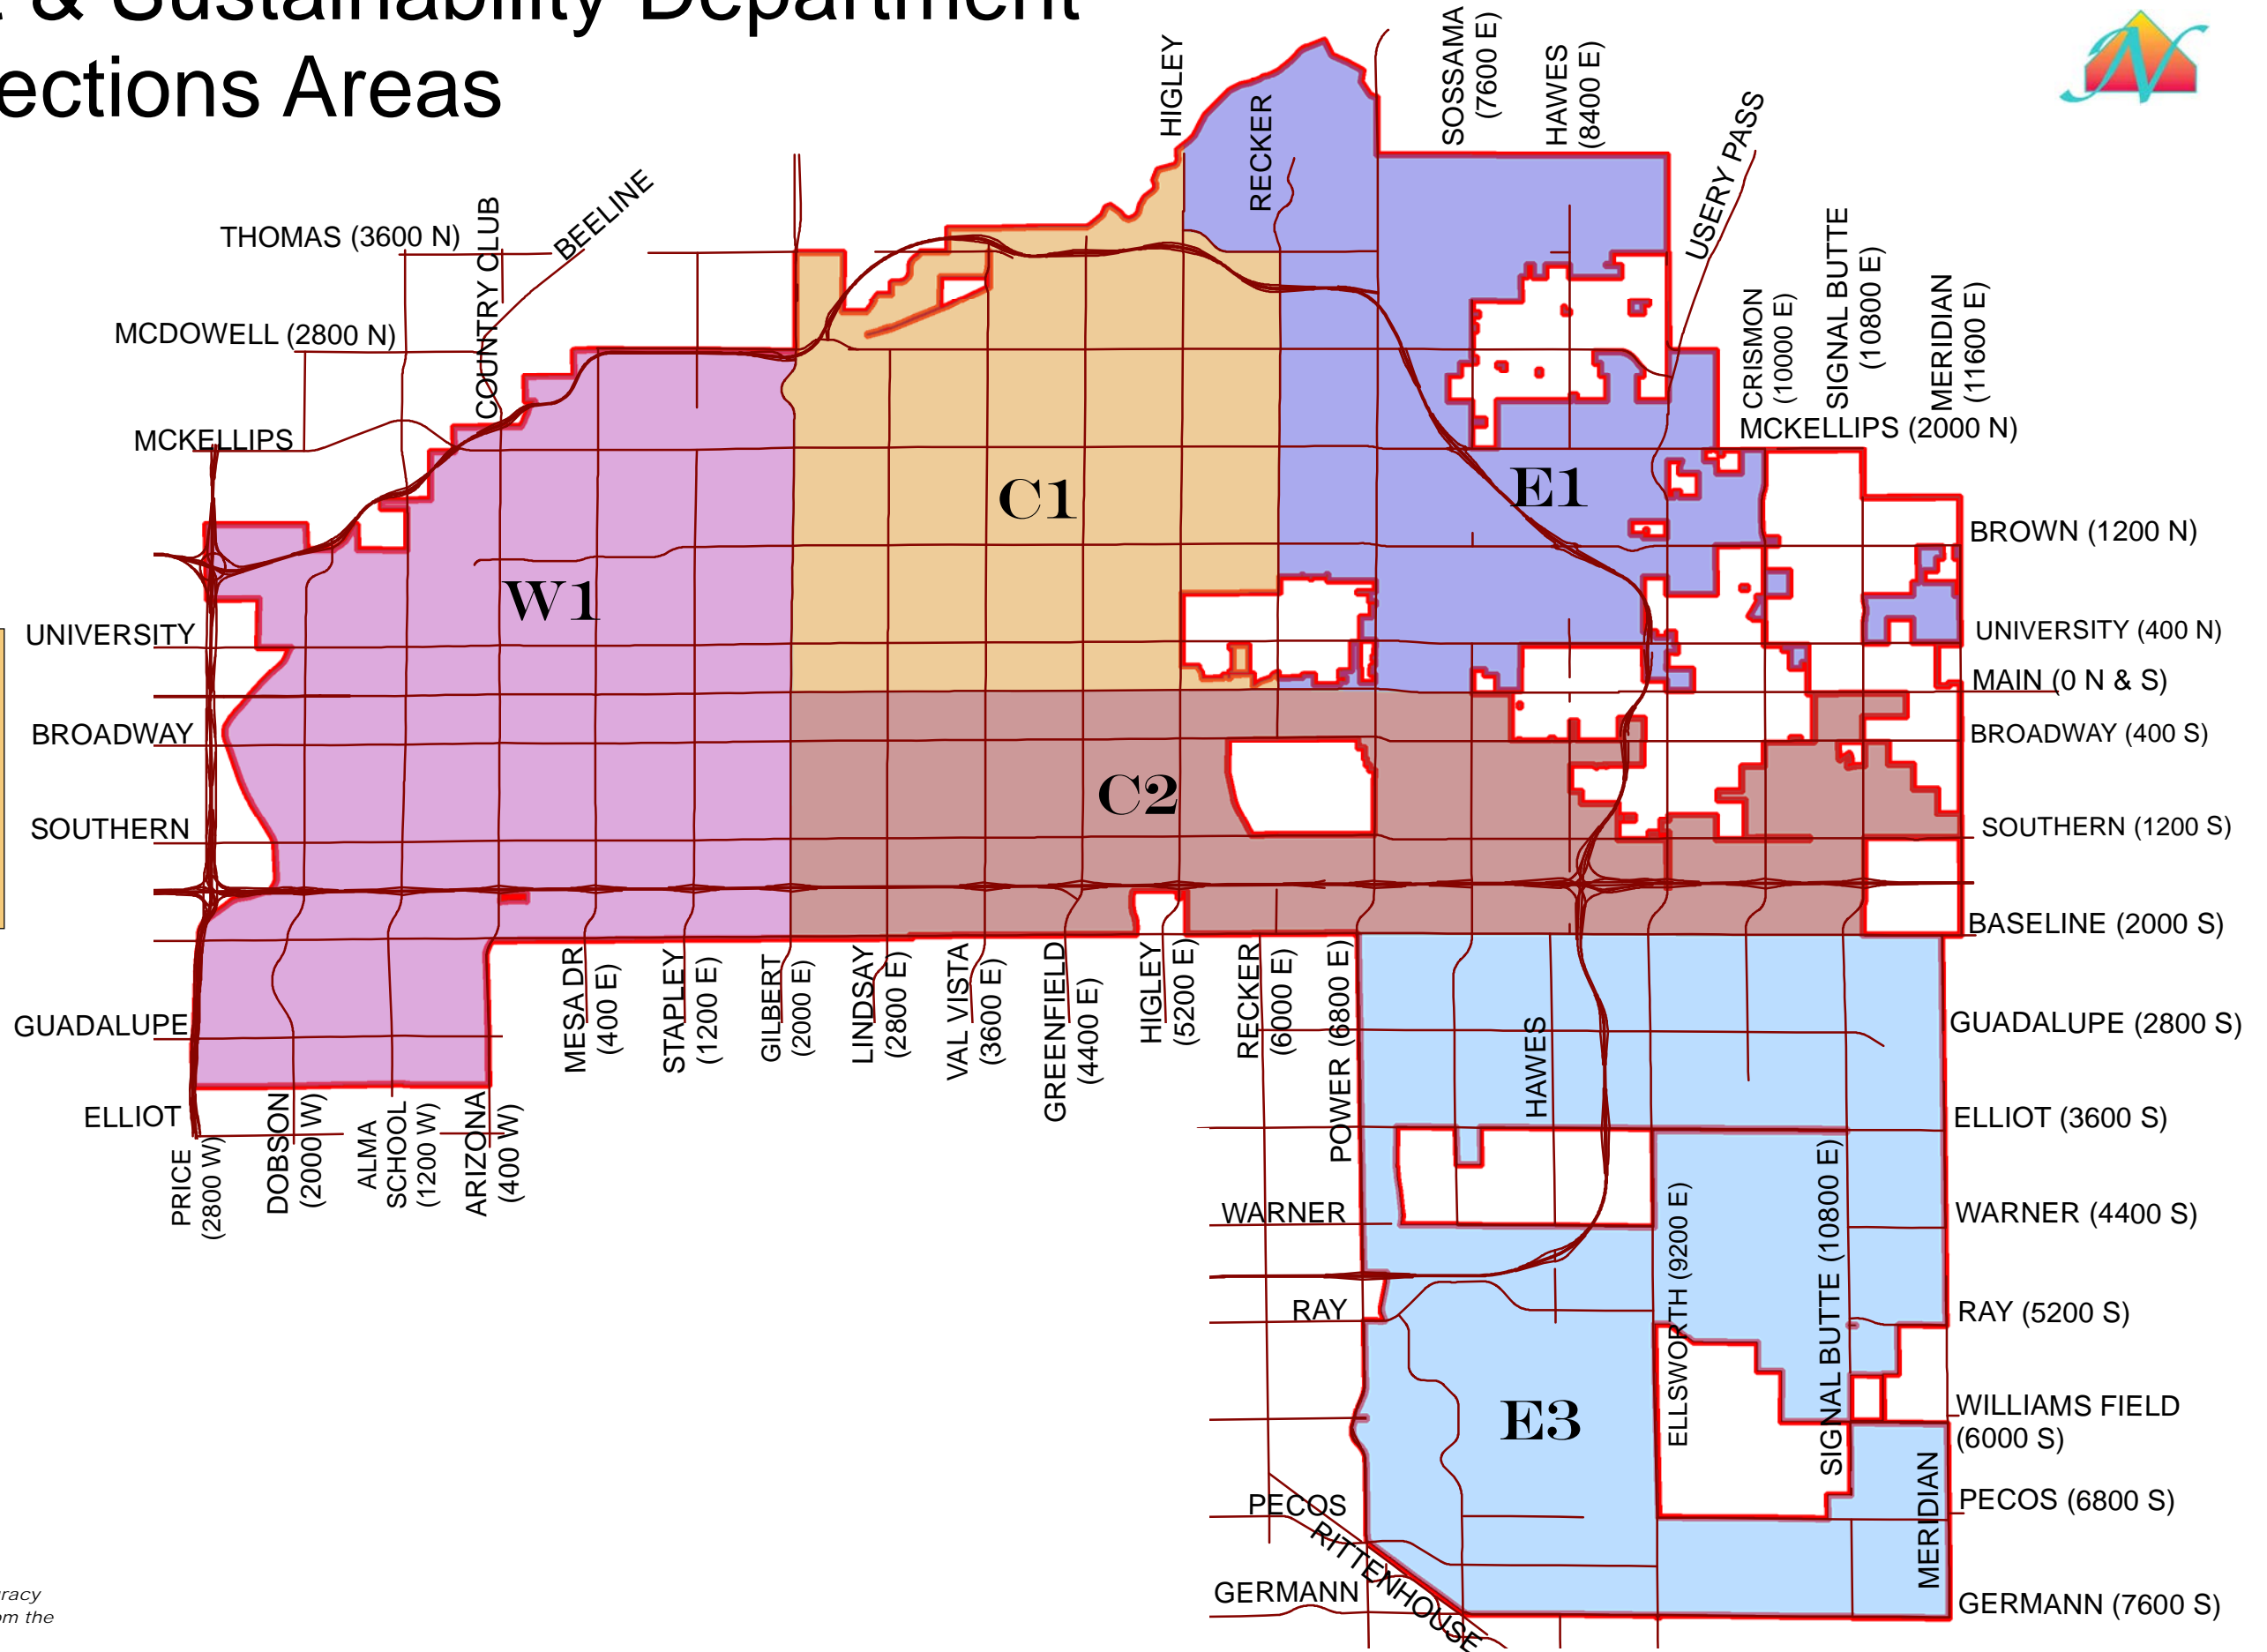 & Sustainability Department
ections Areas
HIGLEY
RECKER
SOSSAMA
(7600 E)
HAWES
(8400 E)
USERY PASS
N
THOMAS (3600 N)
COUNTRY CLUB
BEELINE
MCDOWELL (2800 N)
CRISMON
(10000 E)
SIGNAL BUTTE
(10800 E)
MERIDIAN
(11600 E)
MCKELLIPS
MCKELLIPS (2000 N)
C1
E1
BROWN (1200 N)
W1
UNIVERSITY
UNIVERSITY (400 N)
MAIN (0 N & S)
BROADWAY
BROADWAY (400 S)
C2
SOUTHERN
SOUTHERN (1200 S)
BASELINE (2000 S)
MESA DR
(400 E)
STAPLEY
(1200 E)
GILBERT
(2000 E)
LINDSAY
(2800 E)
VAL VISTA
(3600 E)
GREENFIELD
(4400 E)
HIGLEY
(5200 E)
RECKER
(6000 E)
POWER (6800 E)
HAWES
GUADALUPE
GUADALUPE (2800 S)
ELLIOT
ELLIOT (3600 S)
PRICE
(2800 W)
DOBSON
(2000 W)
ALMA
SCHOOL
(1200 W)
ARIZONA
(400 W)
WARNER
ELLSWORTH (9200 E)
SIGNAL BUTTE (10800 E)
WARNER (4400 S)
RAY
RAY (5200 S)
E3
WILLIAMS FIELD
(6000 S)
PECOS
RITTENHOUSE
MERIDIAN
PECOS (6800 S)
GERMANN
GERMANN (7600 S)
racy
om the